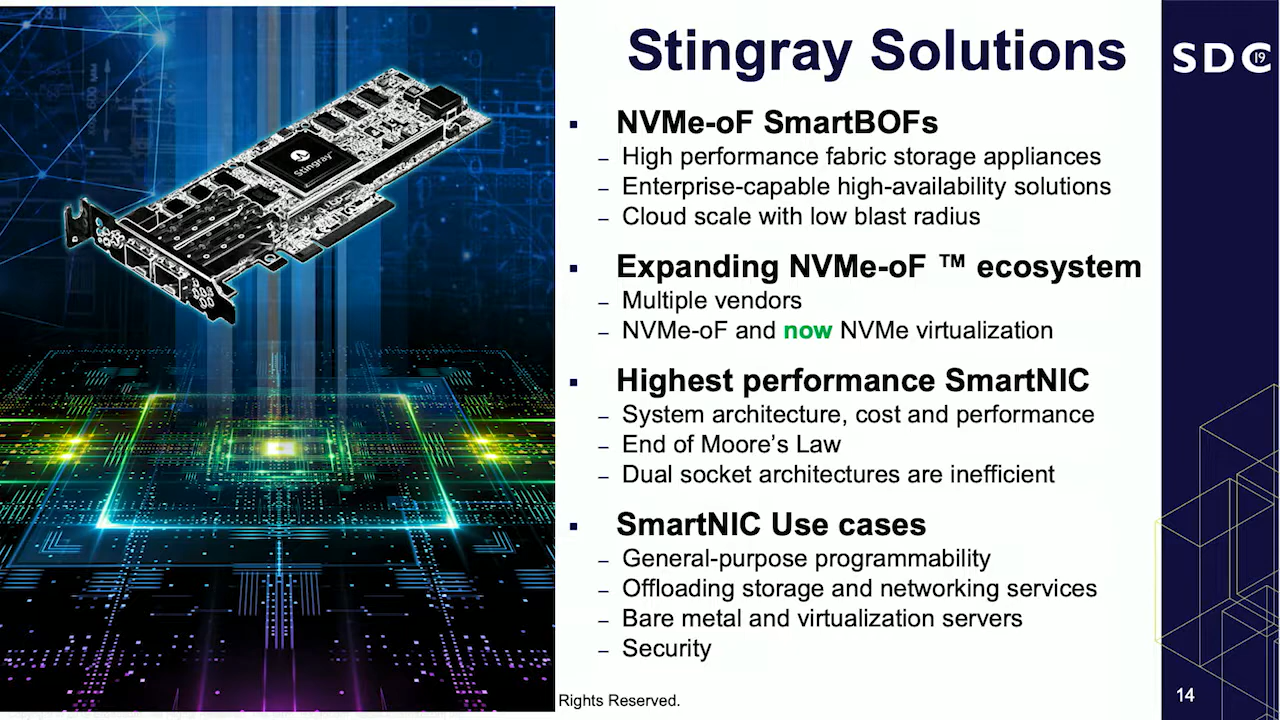 Stingray Solutions
SDC 19
Stingray
▪ NVMe-oF SmartBOFs
– High performance fabric storage appliances
– Enterprise-capable high-availability solutions
– Cloud scale with low blast radius
▪ Expanding NVMe-oF ™ ecosystem
– Multiple vendors
– NVMe-oF and now NVMe virtualization
▪ Highest performance SmartNIC
– System architecture, cost and performance
– End of Moore’s Law
– Dual socket architectures are inefficient
▪ SmartNIC Use cases
– General-purpose programmability
– Offloading storage and networking services
– Bare metal and virtualization servers
– Security
Rights Reserved.
14